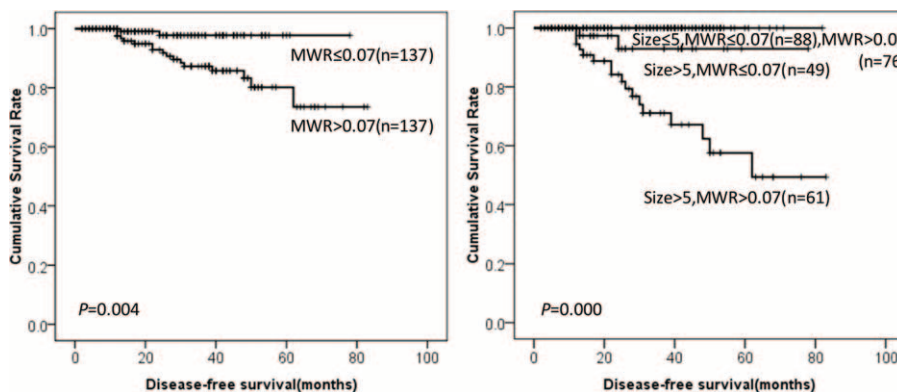 Cumulative Survival Rate
1.0
0.8
0.6
0.4
0.2
0.0
MWR≤0.07(n=137)
MWR>0.07(n=137)
P=0.004
0 20 40 60 80 100
Disease-free survival(months)
Cumulative Survival Rate
1.0
0.8
0.6
0.4
0.2
0.0
Size≤5,MWR≤0.07(n=88),MWR>0.0
(n=76
Size>5,MWR≤0.07(n=49)
Size>5,MWR>0.07(n=61)
P=0.000
0 20 40 60 80 100
Disease-free survival(months)